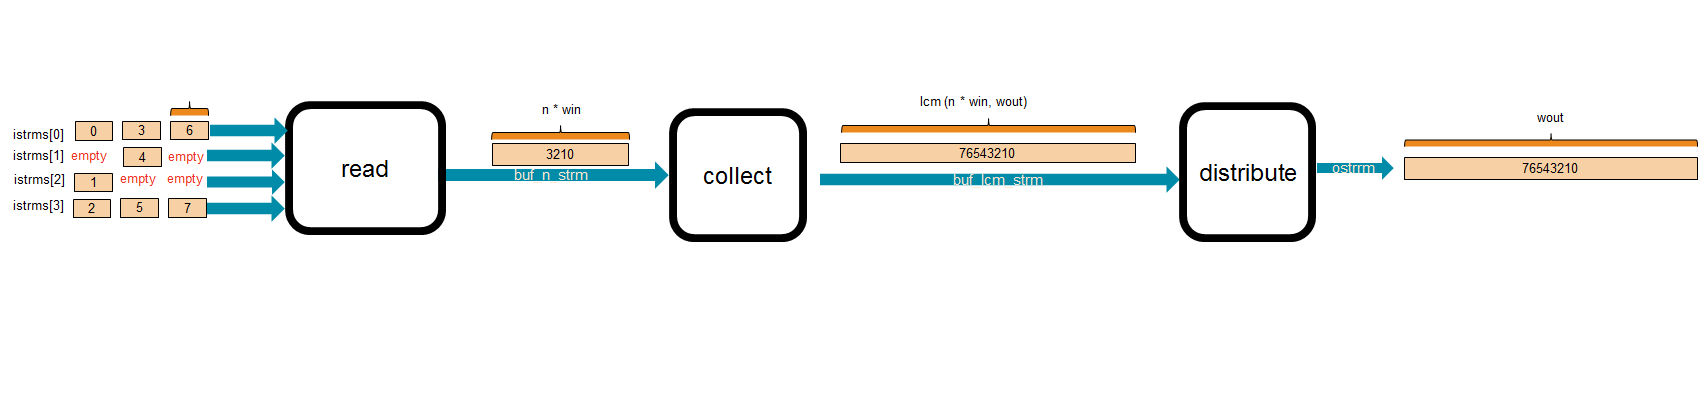 n * win
lcm (n * win, wout)
wout
istrms[0] 0 3 6
istrms[1] empty 4 empty
istrms[2] 1 empty empty
istrms[3] 2 5 7
read
3210
buf_n_strm
collect
76543210
buf_lcm_strm
distribute
ostrrm
76543210